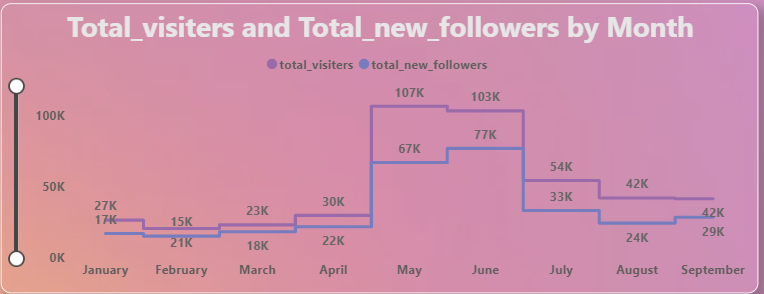 Total_visiters and Total_new_followers by Month
total_visiters total_new_followers
107K 103K
100K
77K
67K
54K
50K
42K
33K
30K
27K 23K
17K 15K 42K
21K 18K 22K 24K 29K
0K
January February March April May June July August September